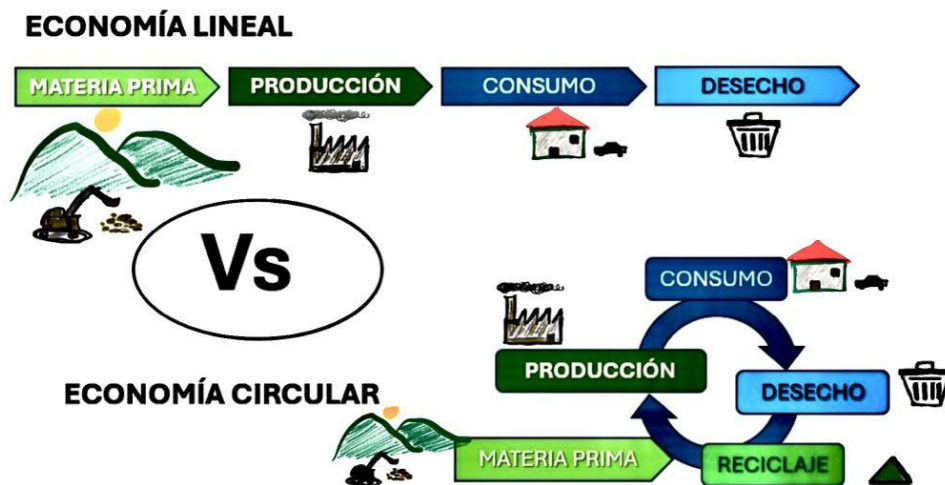 ECONOMÍA LINEAL
MATERIA PRIMA
PRODUCCIÓN
CONSUMO
DESECHO
Vs
ECONOMÍA CIRCULAR
CONSUMO
PRODUCCIÓN
DESECHO
MATERIA PRIMA
RECICLAJE